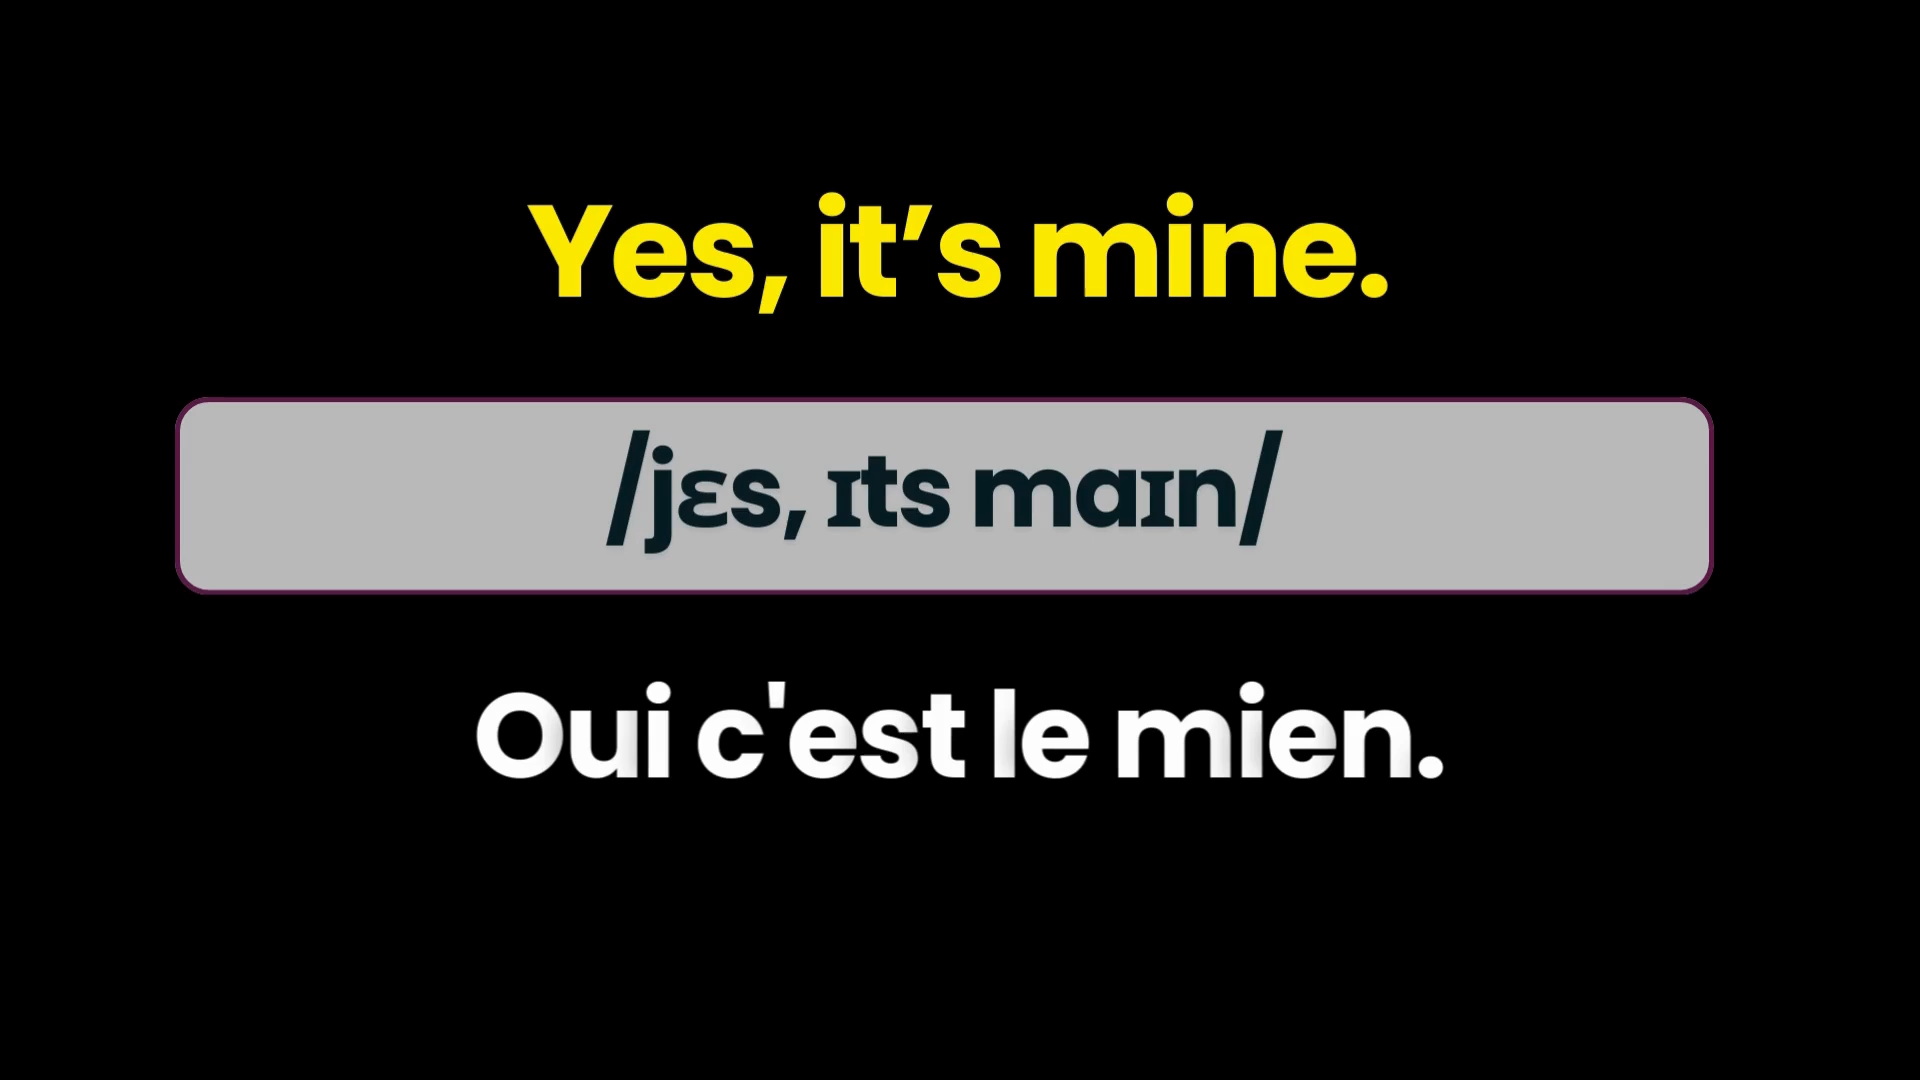 Yes, it’s mine.
/jɛs, ɪts maɪn/
Oui c'est le mien.